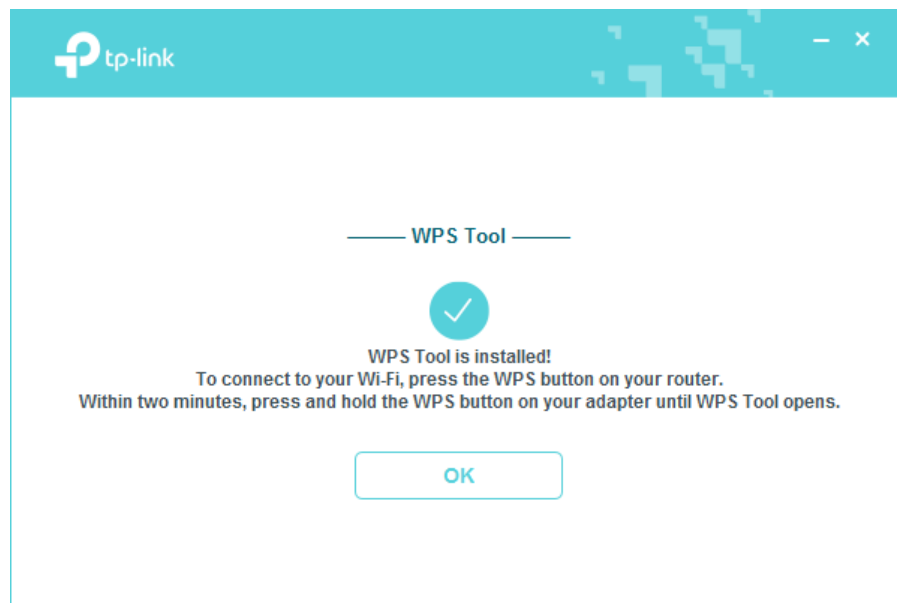 tp-link
WPS Tool
WPS Tool is installed!
To connect to your Wi-Fi, press the WPS button on your router.
Within two minutes, press and hold the WPS button on your adapter until WPS Tool opens.
OK